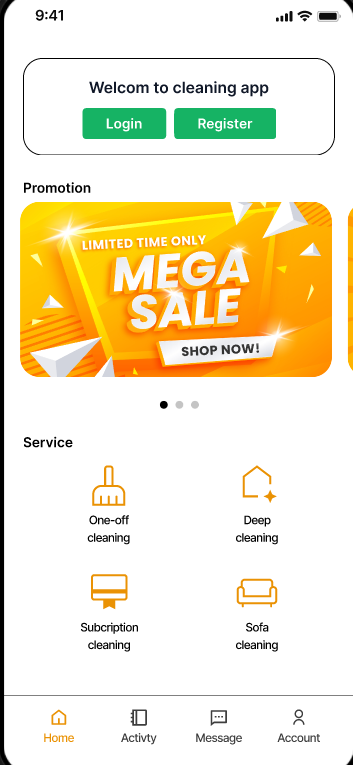 9:41
Welcom to cleaning app
Login
Register
Promotion
LIMITED TIME ONLY
MEGA
SALE
SHOP NOW!
Service
One-off
cleaning
Deep
cleaning
Subcription
cleaning
Sofa
cleaning
Home
Activty
Message
Account